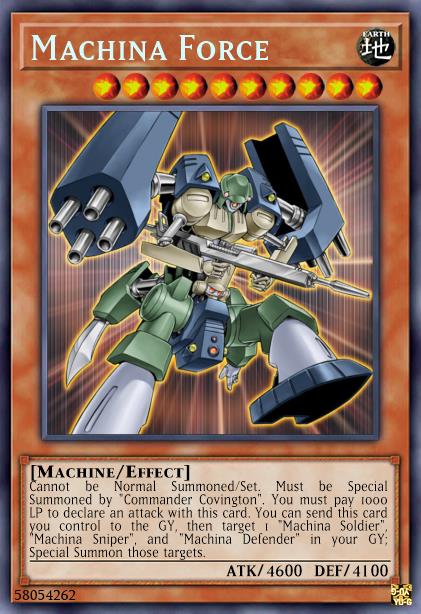 Machina Force
EARTH
地
[Machine/Effect]
Cannot be Normal Summoned/Set. Must be Special
Summoned by "Commander Covington". You must pay 1000
LP to declare an attack with this card. You can send this card
you control to the GY, then target 1 "Machina Soldier",
"Machina Sniper", and "Machina Defender" in your GY;
Special Summon those targets.
ATK/4600 DEF/4100
58054262